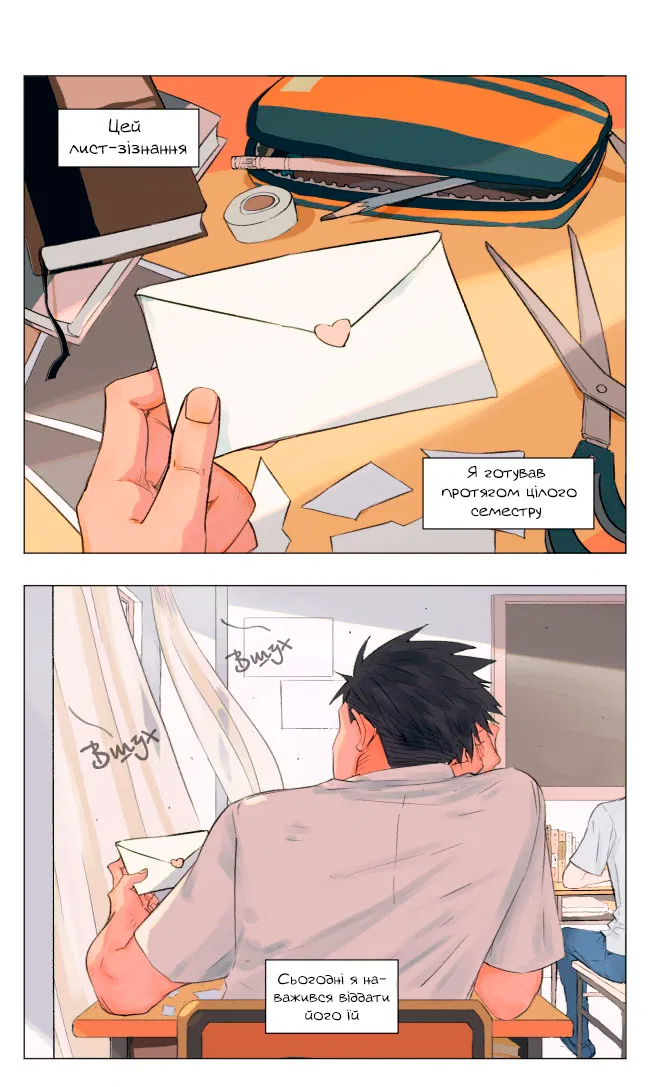 Цей
лист-зізнання
Я готував
протягом цілого
семестру
Вшух
Вшух
Сьогодні я на-
важився віддати
його їй